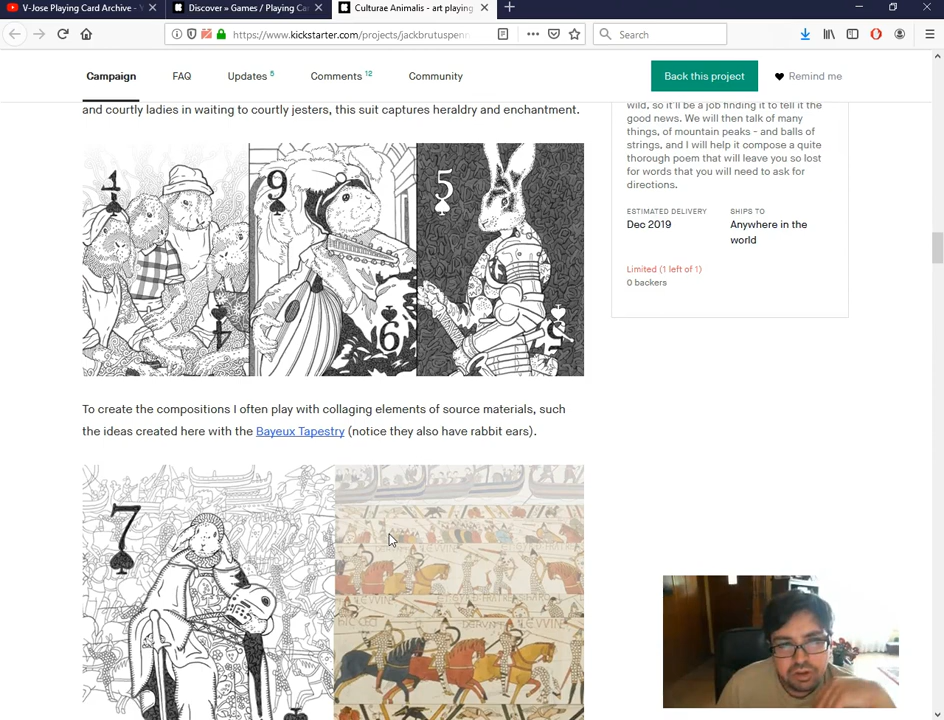 V-Jose Playing Card Archive -
Discover » Games / Playing Ca
Culturae Animalis - art playing
https://www.kickstarter.com/projects/jackbrutuspenn
Search
Campaign
FAQ
Updates 5
Comments 12
Community
Back this project
Remind me
and courtly ladies in waiting to courtly jesters, this suit captures heraldry and enchantment.
wild, so it'll be a job finding it to tell it the
good news. We will then talk of many
things, of mountain peaks - and balls of
strings, and I will help it compose a quite
thorough poem that will leave you so lost
for words that you will need to ask for
directions.
ESTIMATED DELIVERY
Dec 2019
SHIPS TO
Anywhere in the
world
Limited (1 left of 1)
0 backers
4
4
9
9
5
5
To create the compositions I often play with collaging elements of source materials, such
the ideas created here with the Bayeux Tapestry (notice they also have rabbit ears).
7